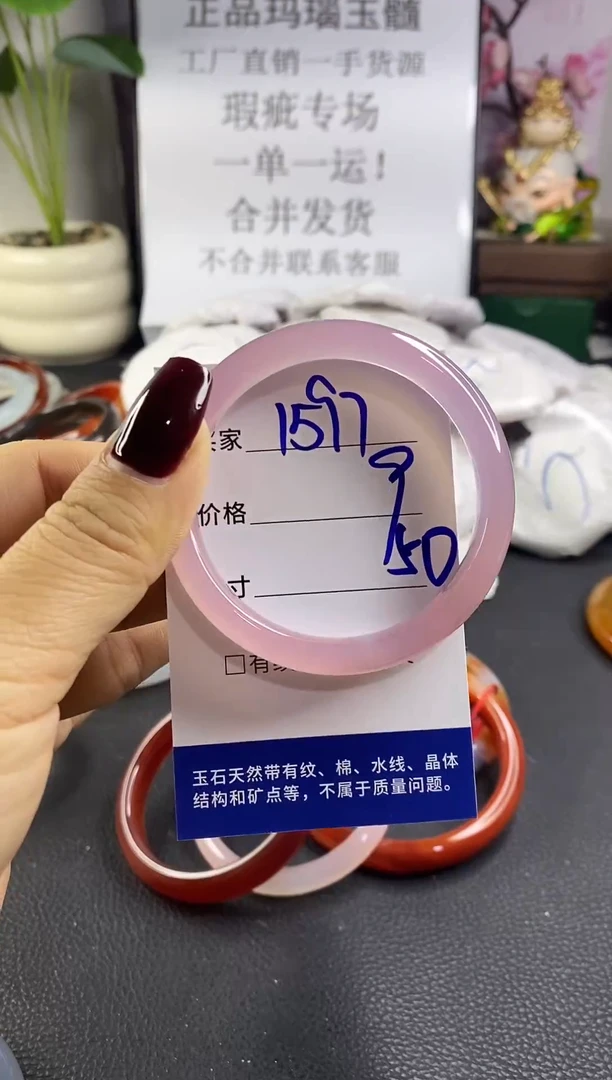 正品玛瑙玉髓
工厂直销一手货源
瑕疵专场
一单一运！
合并发货
不合并联系客服
家
价格
寸
150
□有
玉石天然带有纹、棉、水线、晶体
结构和矿点等，不属于质量问题。